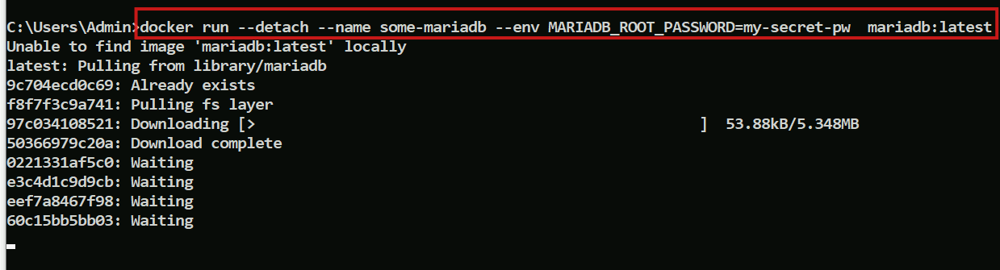 C:\Users\Admin>docker run --detach --name some-mariadb --env MARIADB_ROOT_PASSWORD=my-secret-pw  mariadb:latest
Unable to find image 'mariadb:latest' locally
latest: Pulling from library/mariadb
9c704ecd0c69: Already exists
f8f7f3c9a741: Pulling fs layer
97c034108521: Downloading [>                                                  ]  53.88kB/5.348MB
50366979c20a: Download complete
0221331af5c0: Waiting
e3c4d1c9d9cb: Waiting
eef7a8467f98: Waiting
60c15bb5bb03: Waiting